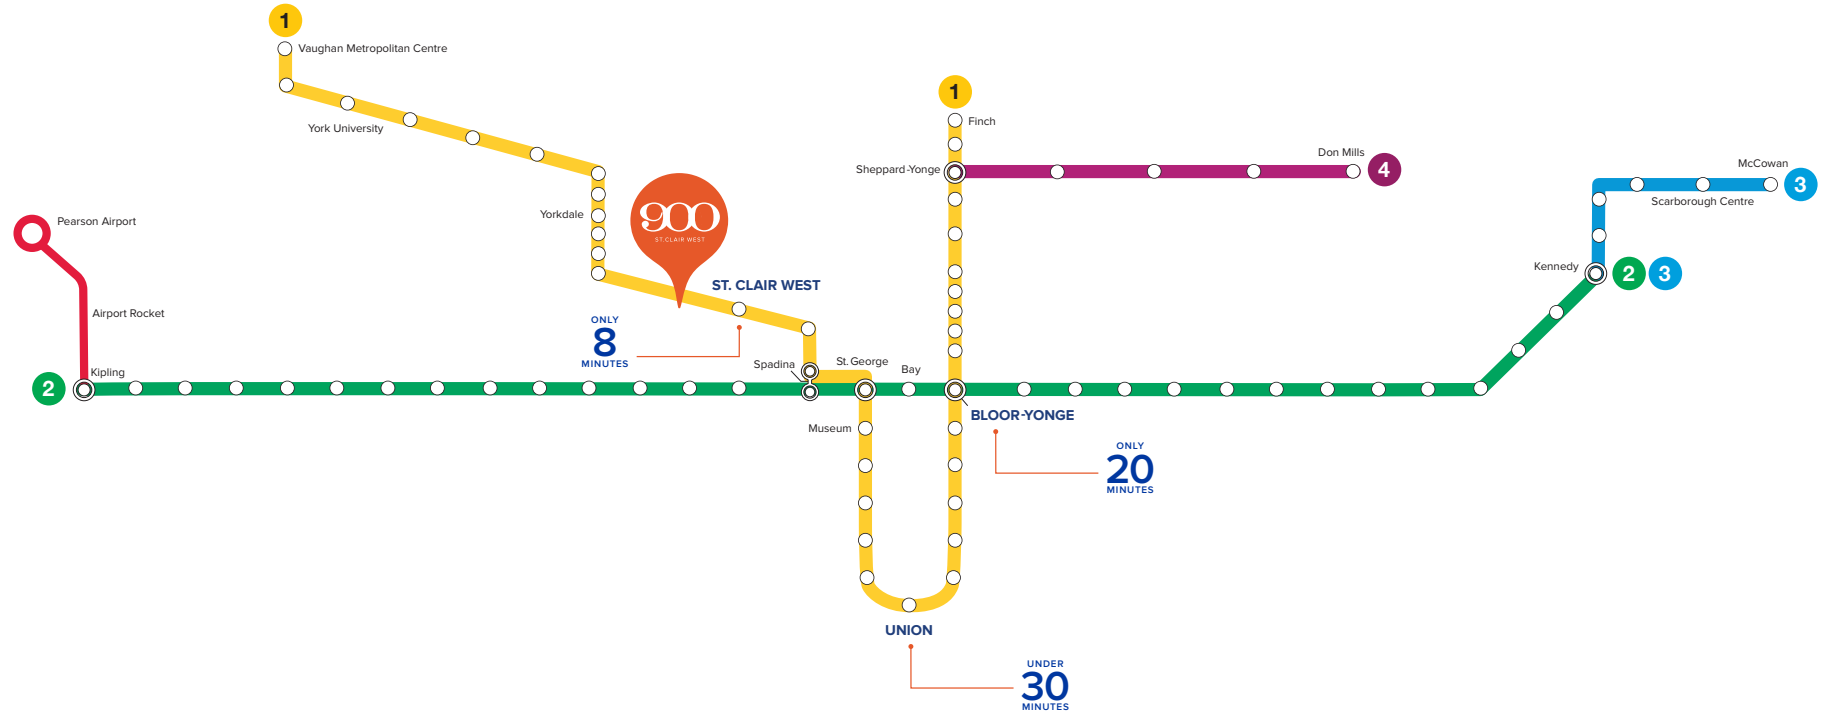 1
Vaughan Metropolitan Centre
York University
1
Finch
Sheppard-Yonge
Don Mills
4
McCowan
3
Scarborough Centre
Yorkdale
900
ST.CLAIR WEST
Pearson Airport
Airport Rocket
Kennedy
2
3
ST. CLAIR WEST
ONLY
8
MINUTES
Spadina
St. George
Bay
2
Kipling
Museum
BLOOR-YONGE
ONLY
20
MINUTES
UNION
UNDER
30
MINUTES